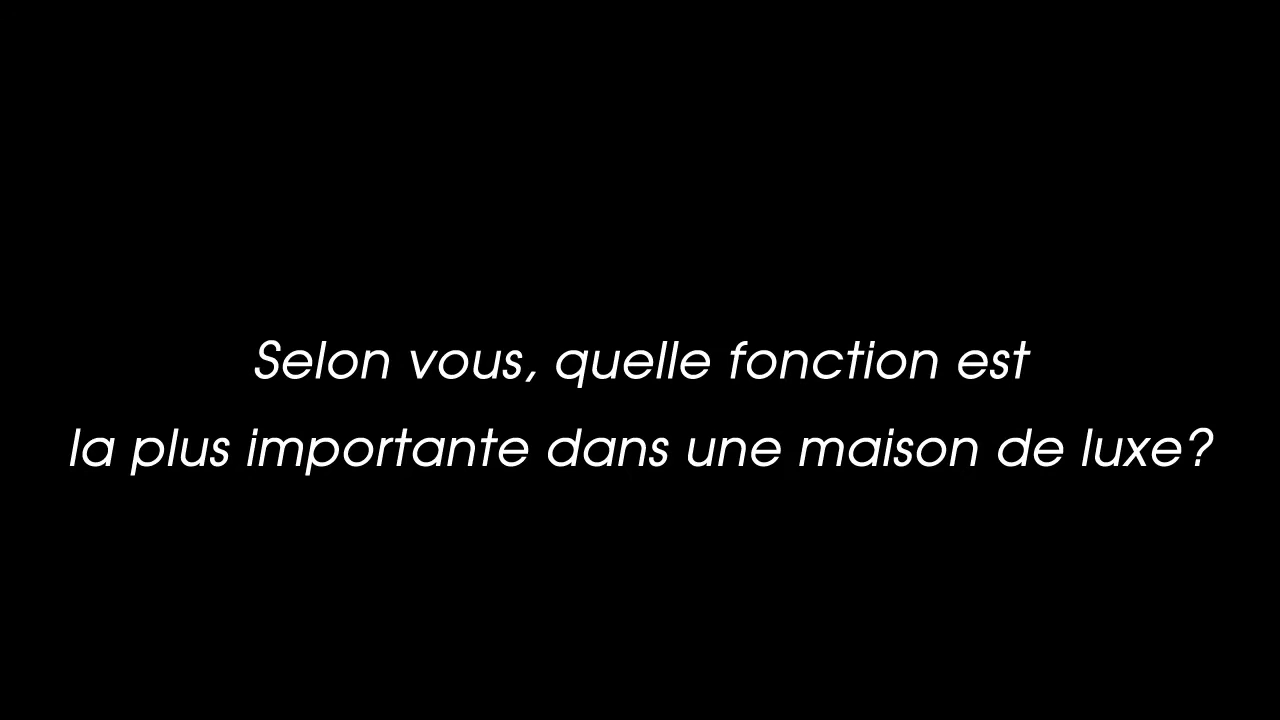 Selon vous, quelle fonction est
la plus importante dans une maison de luxe?